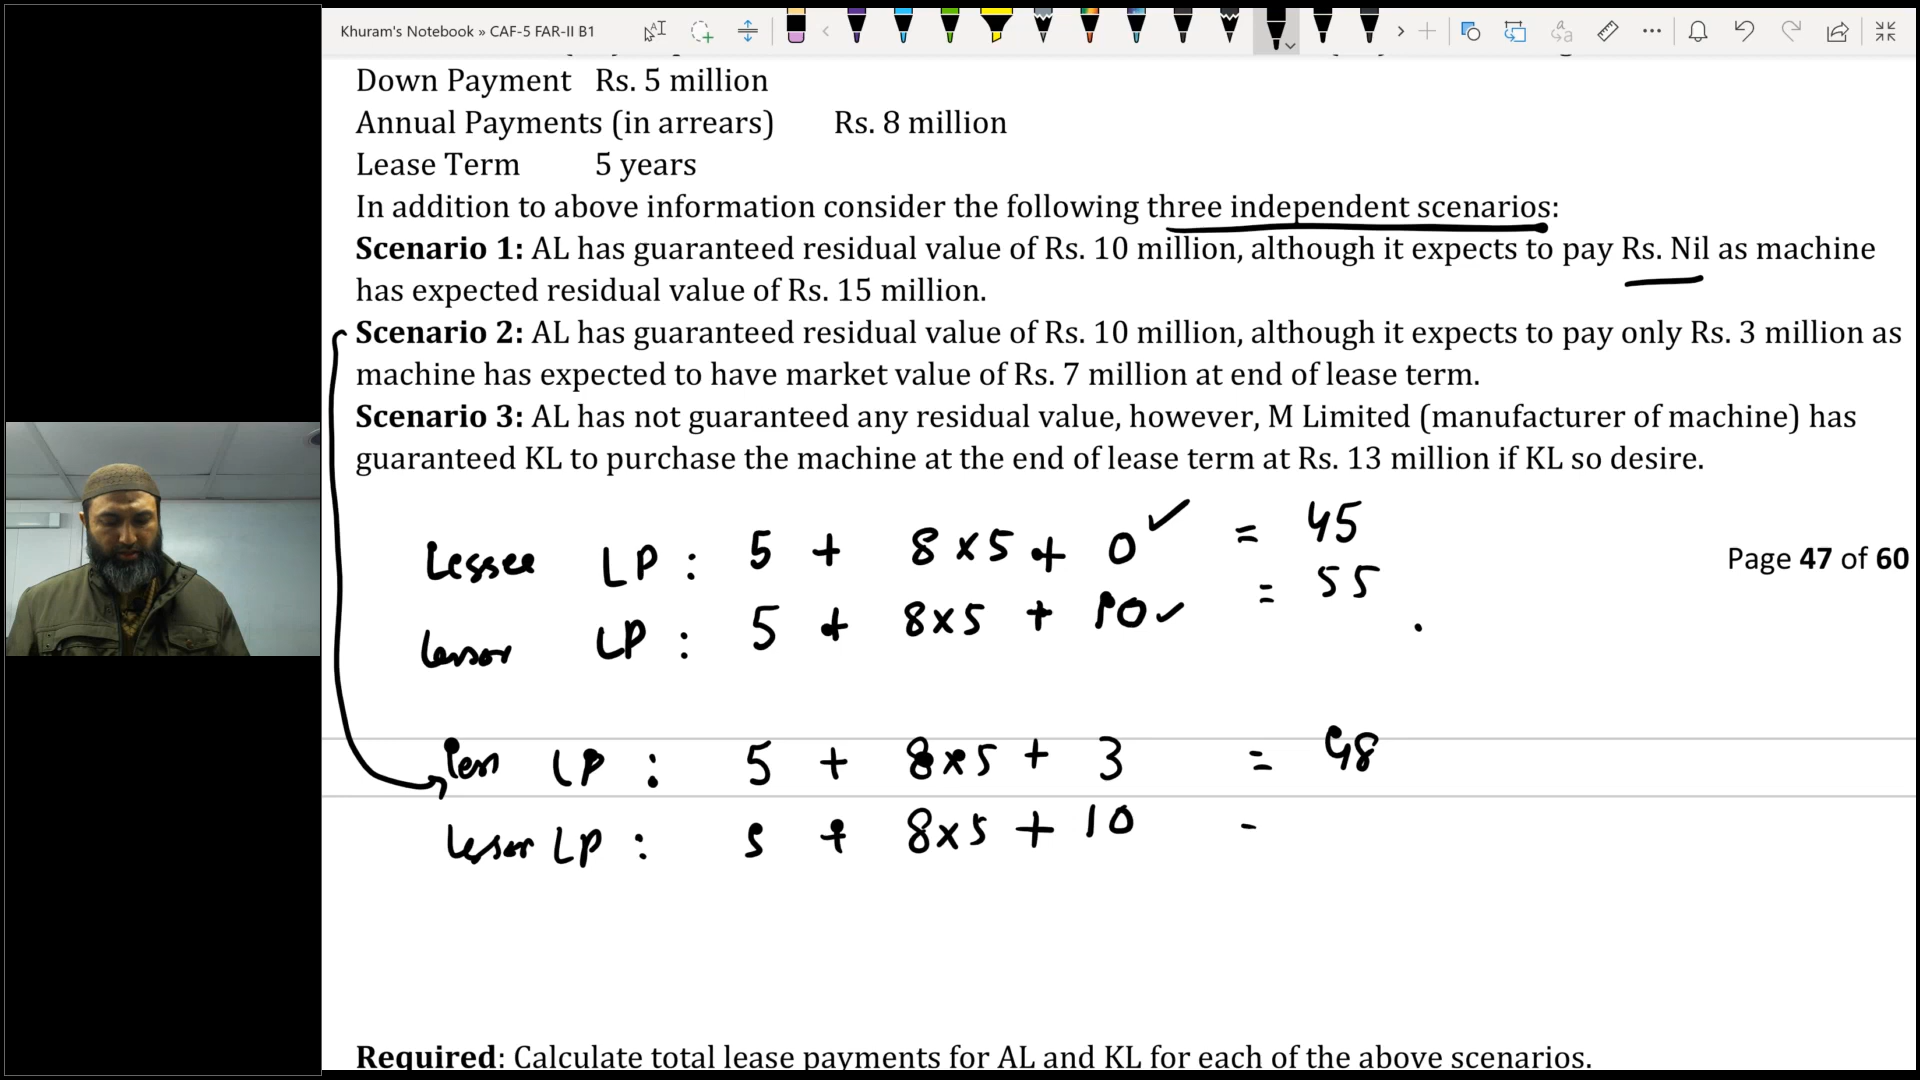 Khuram's Notebook » CAF-5 FAR-II B1
Down Payment Rs. 5 million
Annual Payments (in arrears) Rs. 8 million
Lease Term 5 years
In addition to above information consider the following three independent scenarios:
Scenario 1: AL has guaranteed residual value of Rs. 10 million, although it expects to pay Rs. Nil as machine
has expected residual value of Rs. 15 million.
Scenario 2: AL has guaranteed residual value of Rs. 10 million, although it expects to pay only Rs. 3 million as
machine has expected to have market value of Rs. 7 million at end of lease term.
Scenario 3: AL has not guaranteed any residual value, however, M Limited (manufacturer of machine) has
guaranteed KL to purchase the machine at the end of lease term at Rs. 13 million if KL so desire.
Lessee LP : 5 + 8 × 5 + 0 ✓ = 45
Page 47 of 60
Lessor LP : 5 + 8×5 + 10 ✓ = 55
LP : 5 + 8×5 + 3 = 48
Lessor LP : 5 + 8×5 + 10 -
Required: Calculate total lease payments for AL and KL for each of the above scenarios.